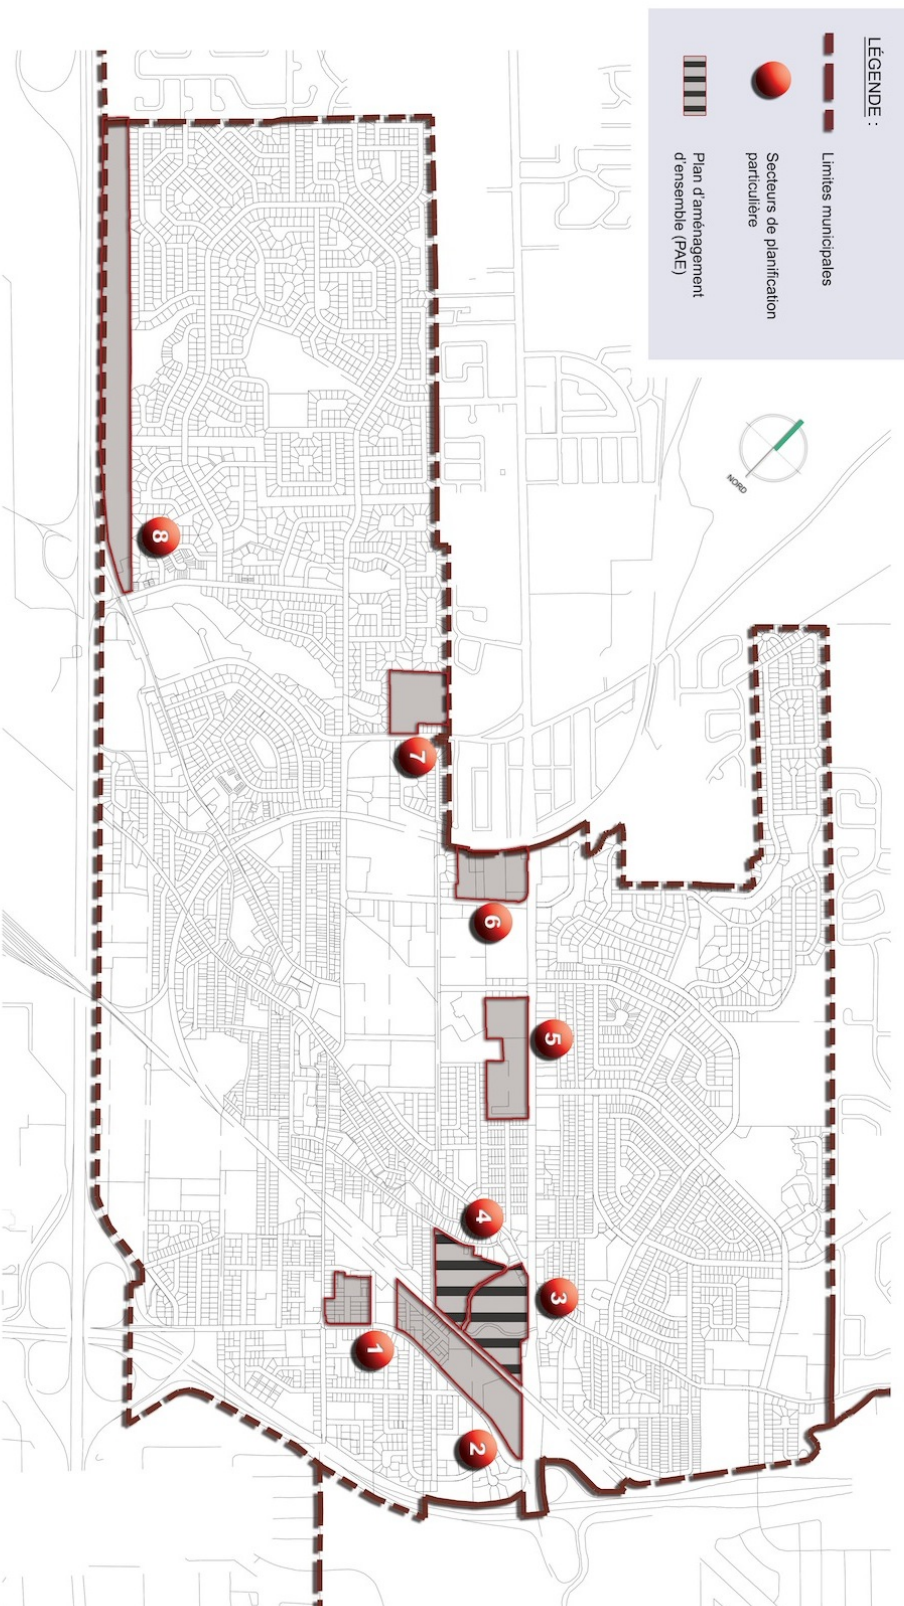 LÉGENDE :
Limites municipales
Secteurs de planification
particulière
Plan d'aménagement
d'ensemble (PAE)
NORD
8
7
6
5
4
3
1
2